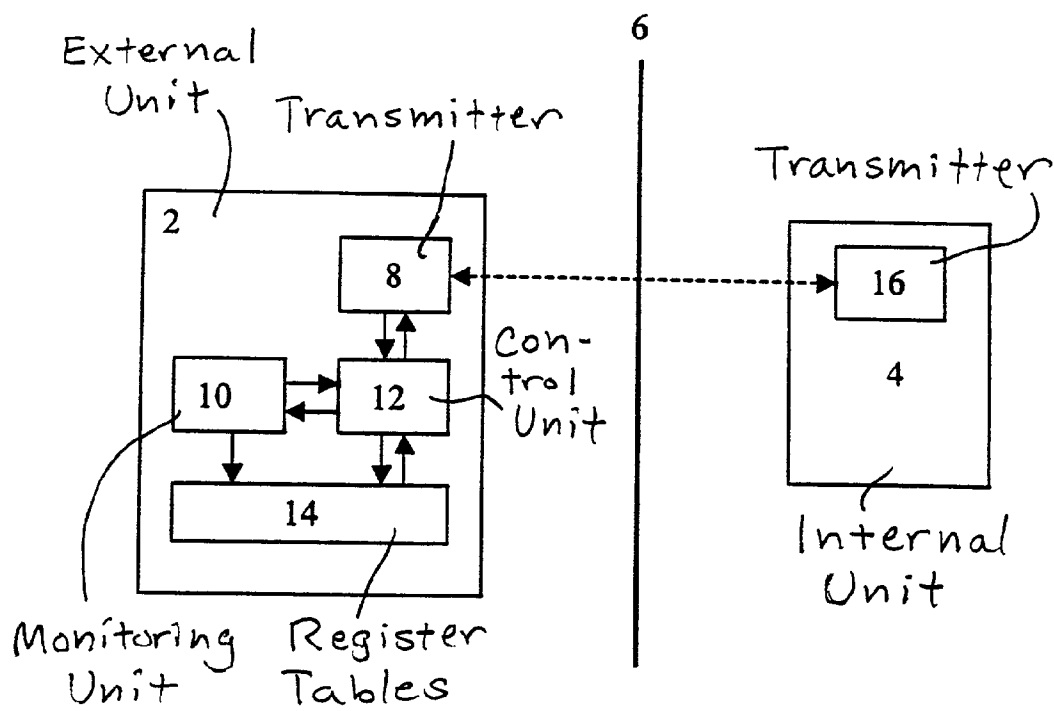 6
External
Unit
Transmitter
Transmitter
2
8
16
Con-
trol
Unit
10
12
4
14
Internal
Unit
Monitoring
Unit
Register
Tables